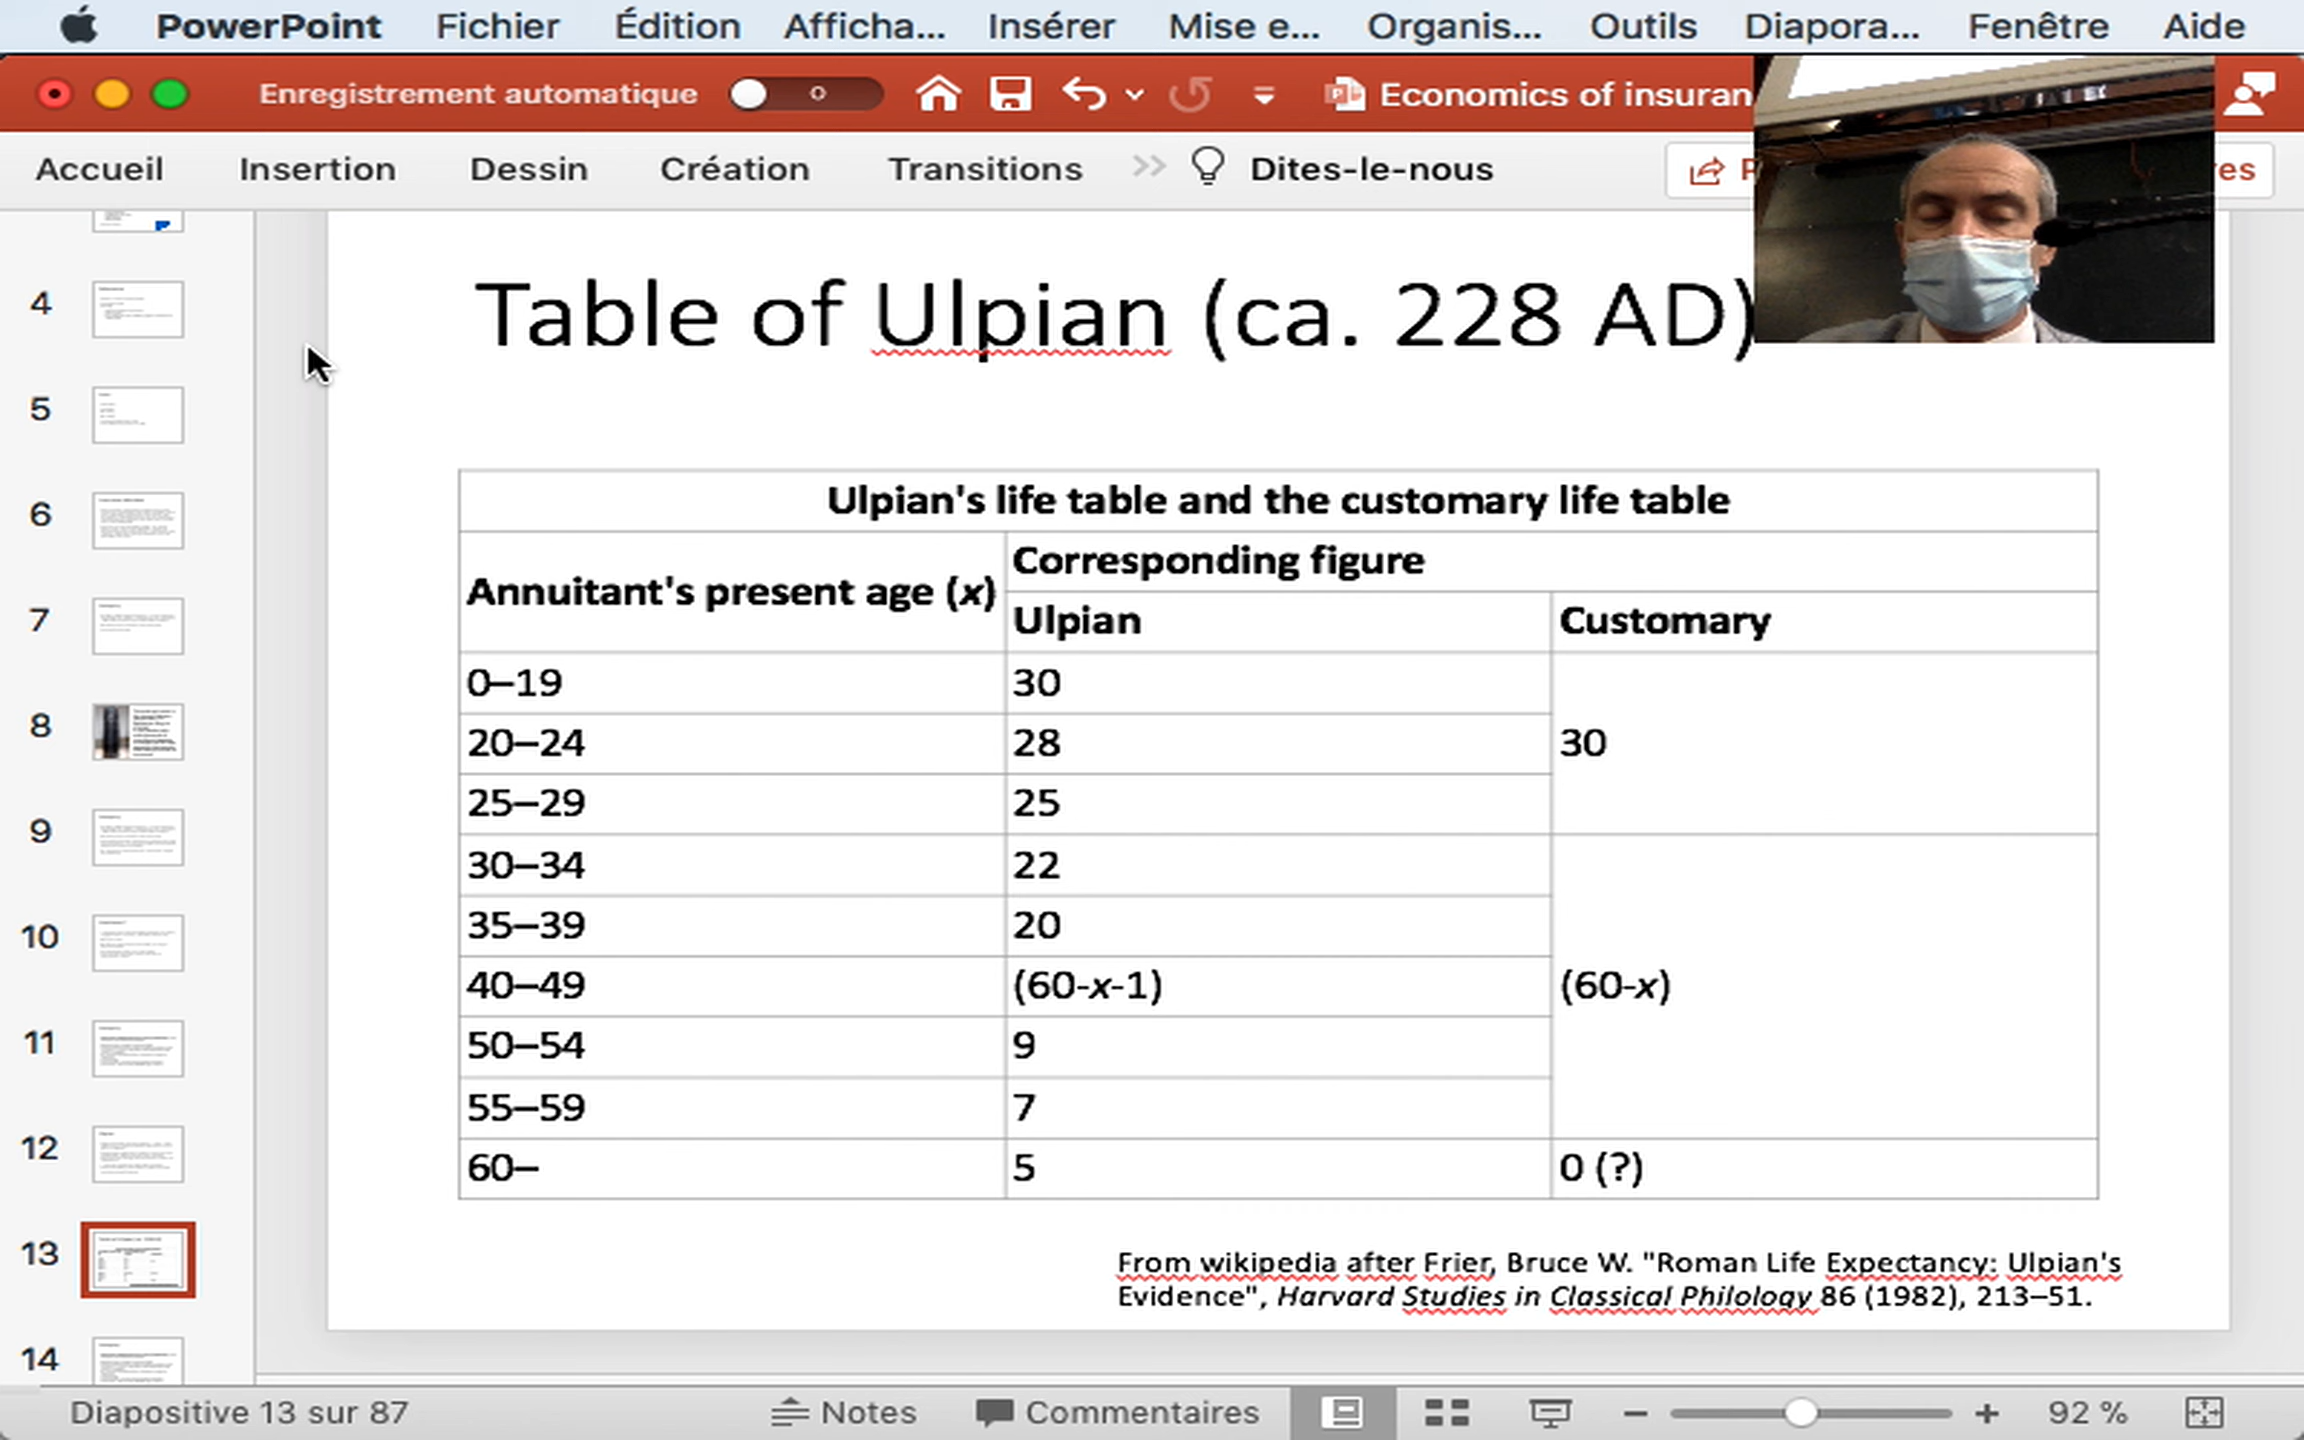 PowerPoint Fichier Édition Afficha... Insérer Mise e... Organis... Outils Diapora... Fenêtre Aide
Enregistrement automatique Economics of insuran
Accueil Insertion Dessin Création Transitions >> Dites-le-nous
4
5
6
7
8
9
10
11
12
13
14
Table of Ulpian (ca. 228 AD)
Ulpian's life table and the customary life table
Annuitant's present age (x) Corresponding figure
Ulpian Customary
0–19 30
20–24 28 30
25–29 25
30–34 22
35–39 20
40–49 (60-x-1) (60-x)
50–54 9
55–59 7
60– 5 0 (?)
From wikipedia after Frier, Bruce W. "Roman Life Expectancy: Ulpian's
Evidence", Harvard Studies in Classical Philology 86 (1982), 213–51.
Diapositive 13 sur 87 Notes Commentaires 92 %